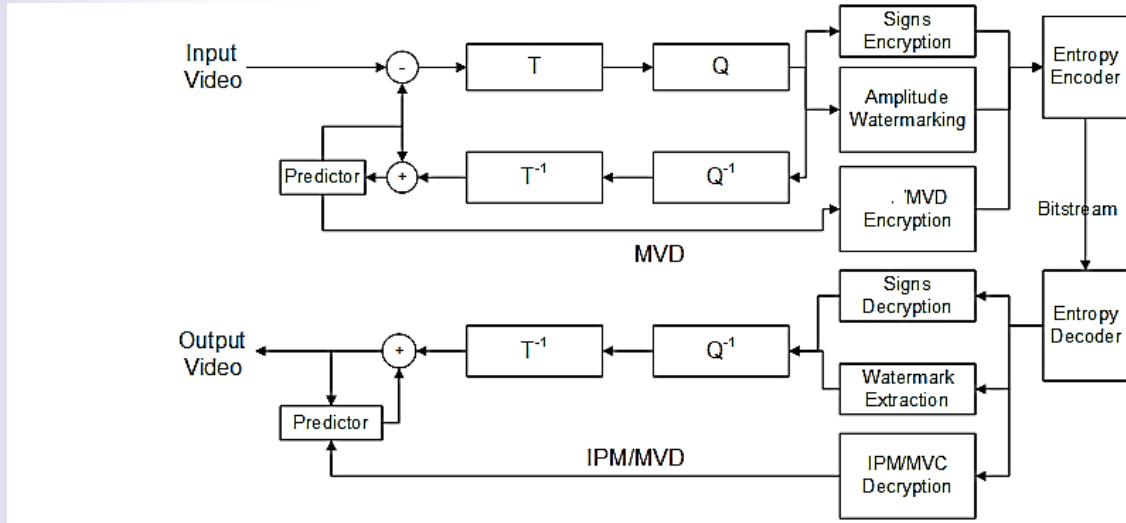 Input
Video
-
T
Q
Signs
Encryption
Amplitude
Watermarking
Entropy
Encoder
Predictor
+
T-1
Q-1
. 'MVD
Encryption
MVD
Bitstream
Output
Video
+
T-1
Q-1
Signs
Decryption
Entropy
Decoder
Watermark
Extraction
Predictor
IPM/MVD
IPM/MVC
Decryption